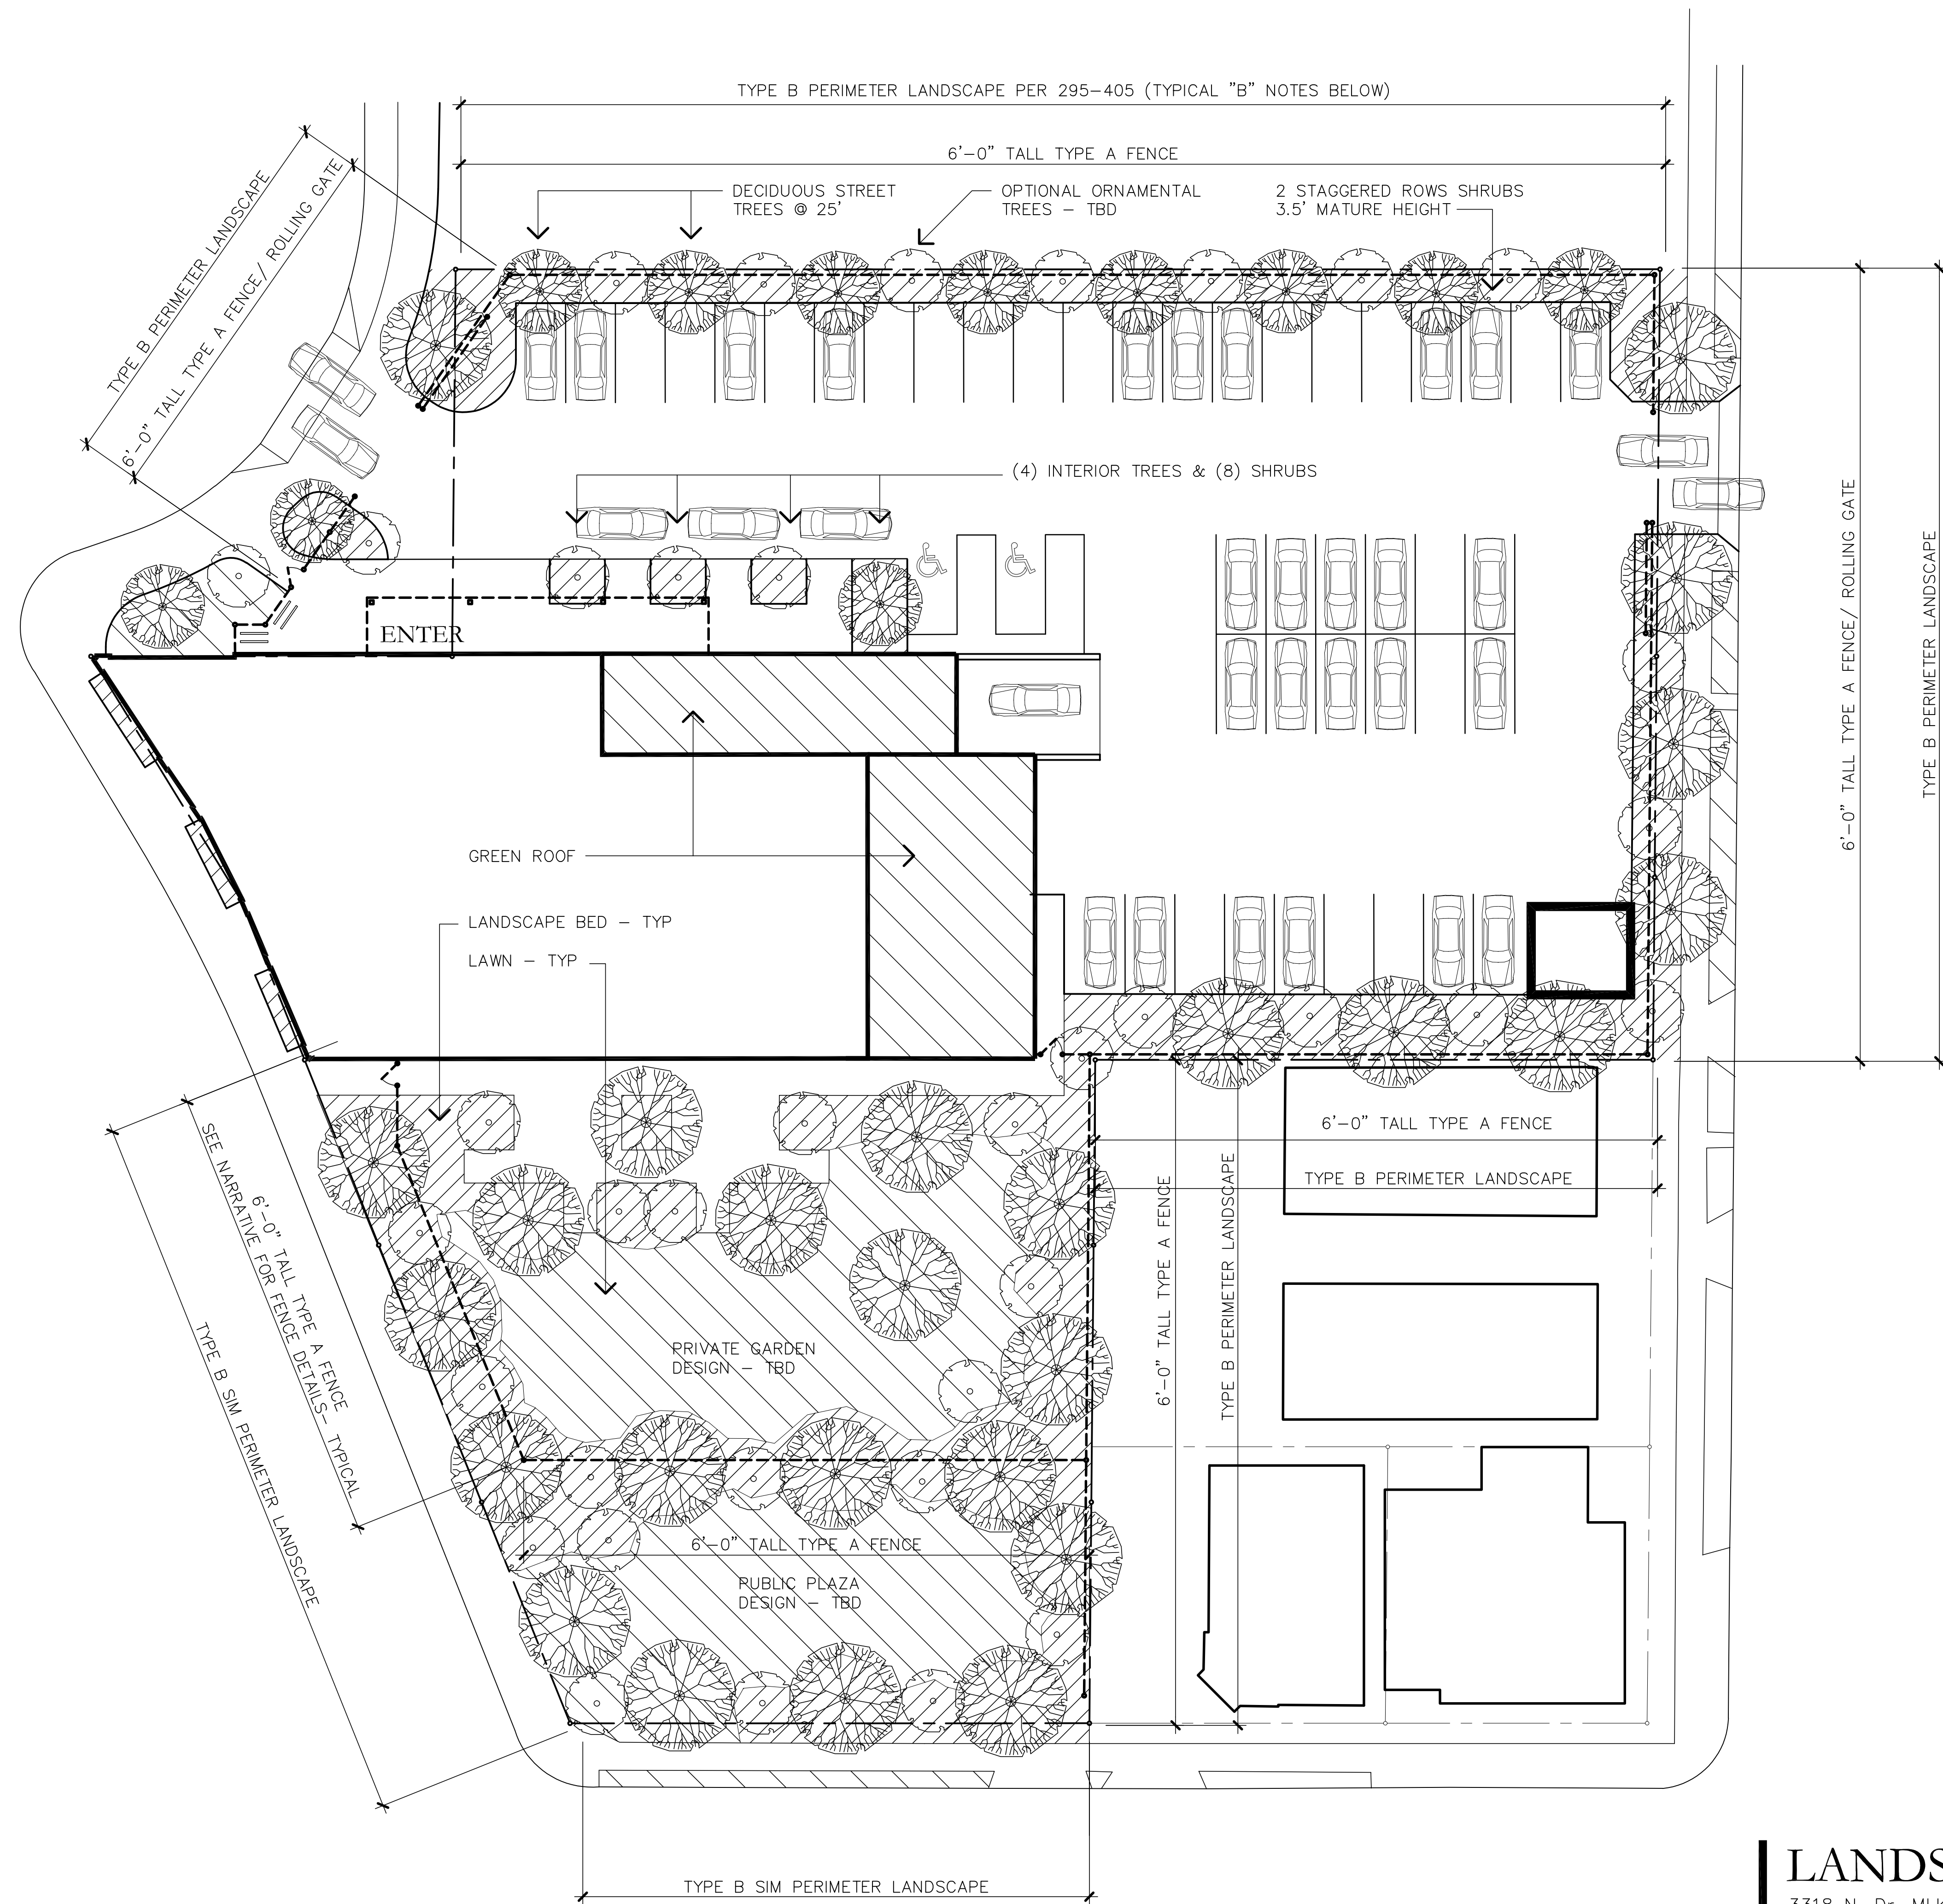 TYPE B PERIMETER LANDSCAPE PER 295-405 (TYPICAL "B" NOTES BELOW)
6'-0" TALL TYPE A FENCE
TYPE B PERIMETER LANDSCAPE
6'-0" TALL TYPE A FENCE/ ROLLING GATE
DECIDUOUS STREET
TREES @ 25'
OPTIONAL ORNAMENTAL
TREES - TBD
2 STAGGERED ROWS SHRUBS
3.5' MATURE HEIGHT
(4) INTERIOR TREES & (8) SHRUBS
6'-0" TALL TYPE A FENCE/ ROLLING GATE
TYPE B PERIMETER LANDSCAPE
ENTER
GREEN ROOF
LANDSCAPE BED - TYP
LAWN - TYP
6'-0" TALL TYPE A FENCE
TYPE B PERIMETER LANDSCAPE
6'-0" TALL TYPE A FENCE
TYPE B PERIMETER LANDSCAPE
6'-0" TALL TYPE A FENCE
SEE NARRATIVE FOR FENCE DETAILS- TYPICAL
TYPE B SIM PERIMETER LANDSCAPE
PRIVATE GARDEN
DESIGN - TBD
6'-0" TALL TYPE A FENCE
PUBLIC PLAZA
DESIGN - TBD
TYPE B SIM PERIMETER LANDSCAPE
LANDS
3318 N. Dr. MLK